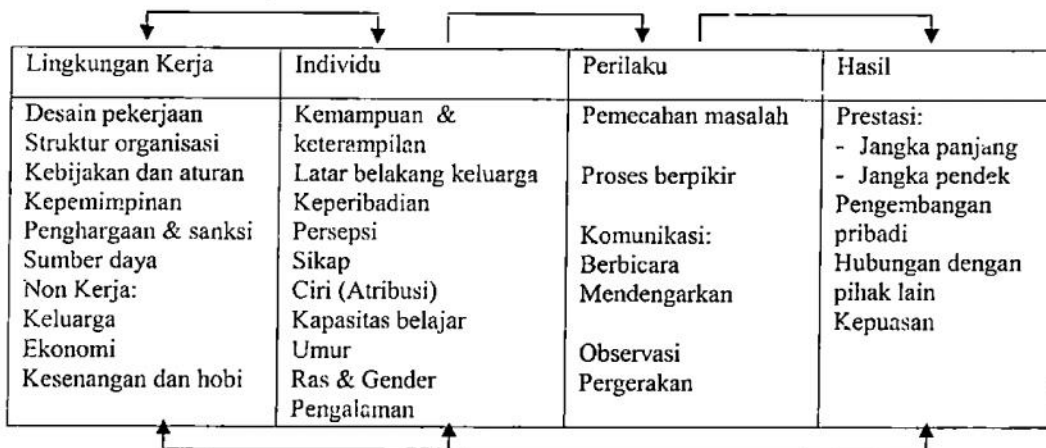 Lingkungan Kerja
Desain pekerjaan
Struktur organisasi
Kebijakan dan aturan
Kepemimpinan
Penghargaan & sanksi
Sumber daya
Non Kerja:
Keluarga
Ekonomi
Kesenangan dan hobi
Individu
Kemampuan &
keterampilan
Latar belakang keluarga
Keperibadian
Persepsi
Sikap
Ciri (Atribusi)
Kapasitas belajar
Umur
Ras & Gender
Pengalaman
Perilaku
Pemecahan masalah
Proses berpikir
Komunikasi:
Berbicara
Mendengarkan
Observasi
Pergerakan
Hasil
Prestasi:
- Jangka panjang
- Jangka pendek
Pengembangan
pribadi
Hubungan dengan
pihak lain
Kepuasan